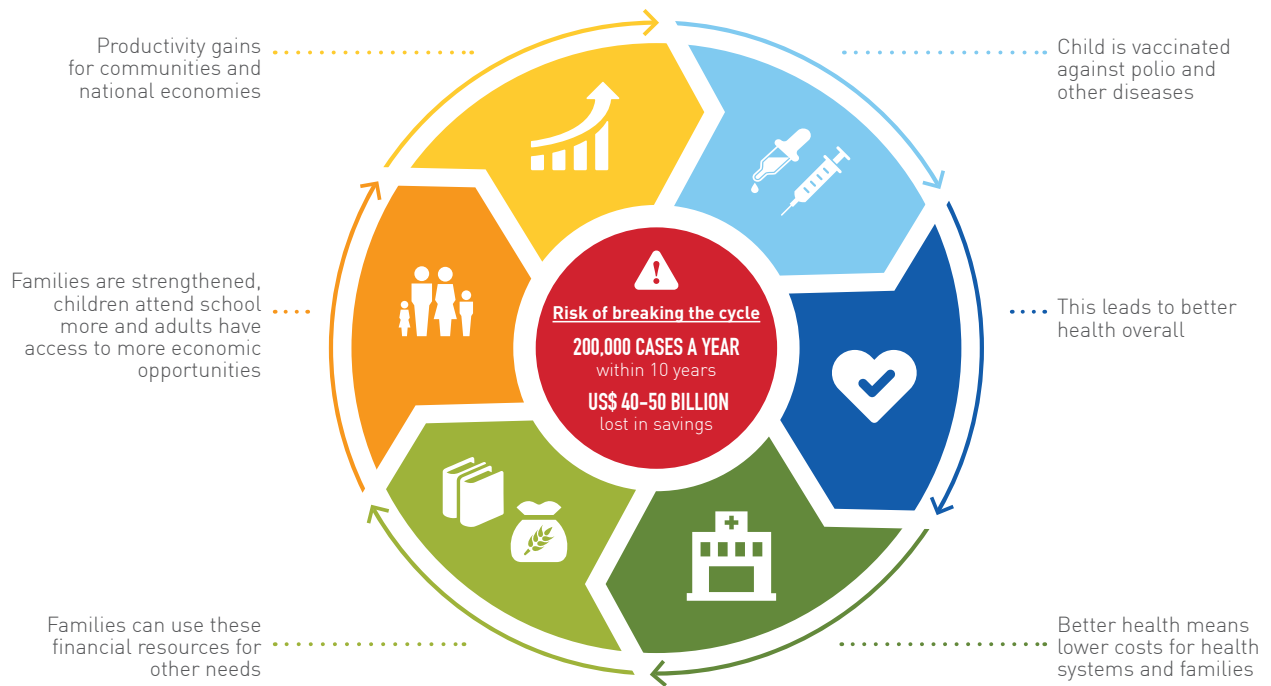 Productivity gains
for communities and
national economies
Child is vaccinated
against polio and
other diseases
Families are strengthened,
children attend school
more and adults have
access to more economic
opportunities
Risk of breaking the cycle
200,000 CASES A YEAR
within 10 years
US$ 40–50 BILLION
lost in savings
This leads to better
health overall
Families can use these
financial resources for
other needs
Better health means
lower costs for health
systems and families